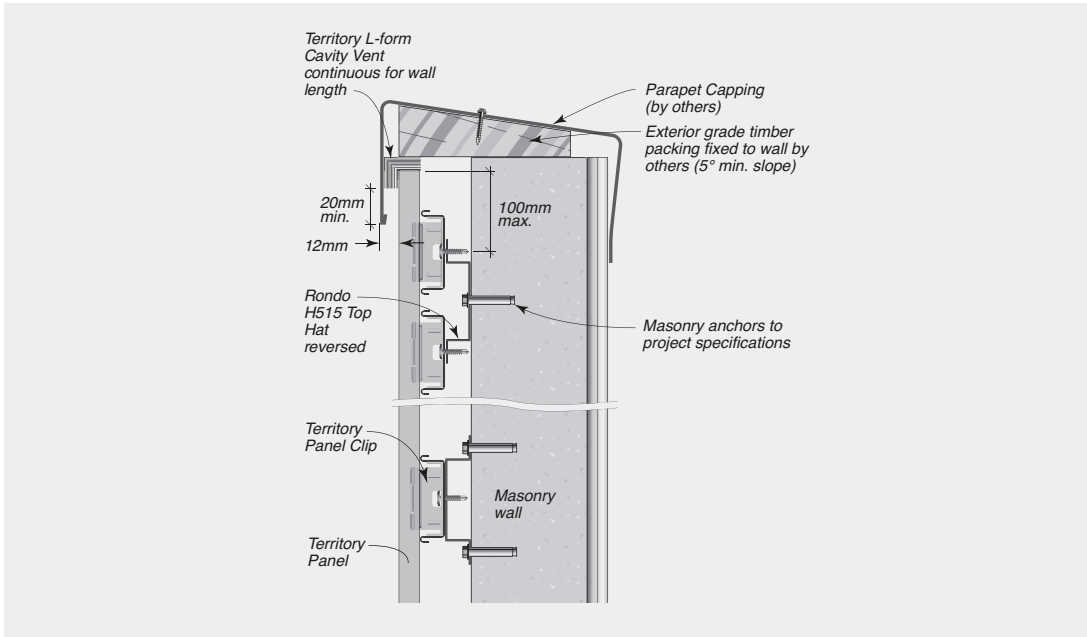 Territory L-form
Cavity Vent
continuous for wall
length
Parapet Capping
(by others)
Exterior grade timber
packing fixed to wall by
others (5° min. slope)
20mm
min.
100mm
max.
12mm
Rondo
H515 Top
Hat
reversed
Masonry anchors to
project specifications
Territory
Panel Clip
Masonry
wall
Territory
Panel